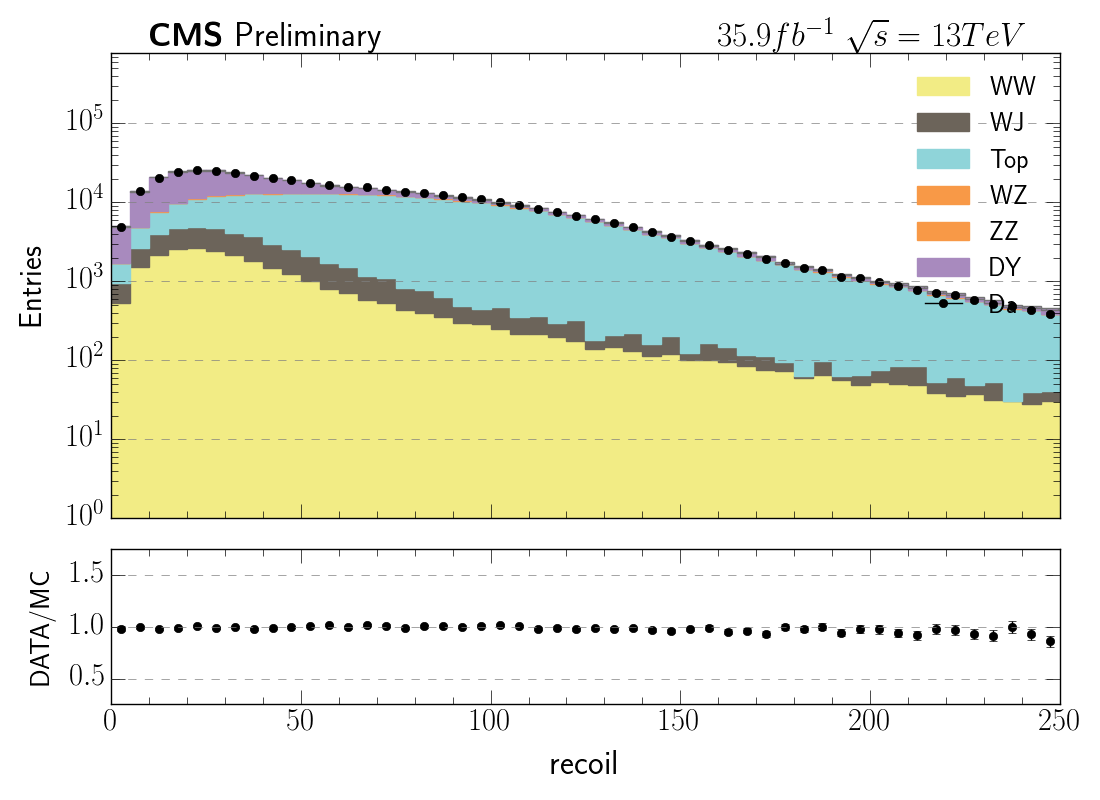 CMS Preliminary 35.9fb⁻¹ √s = 13TeV
WW
WJ
Top
WZ
ZZ
DY
10⁵
10⁴
10³
10²
10¹
10⁰
Entries
1.5
1.0
0.5
DATA/MC
0 50 100 150 200 250
recoil